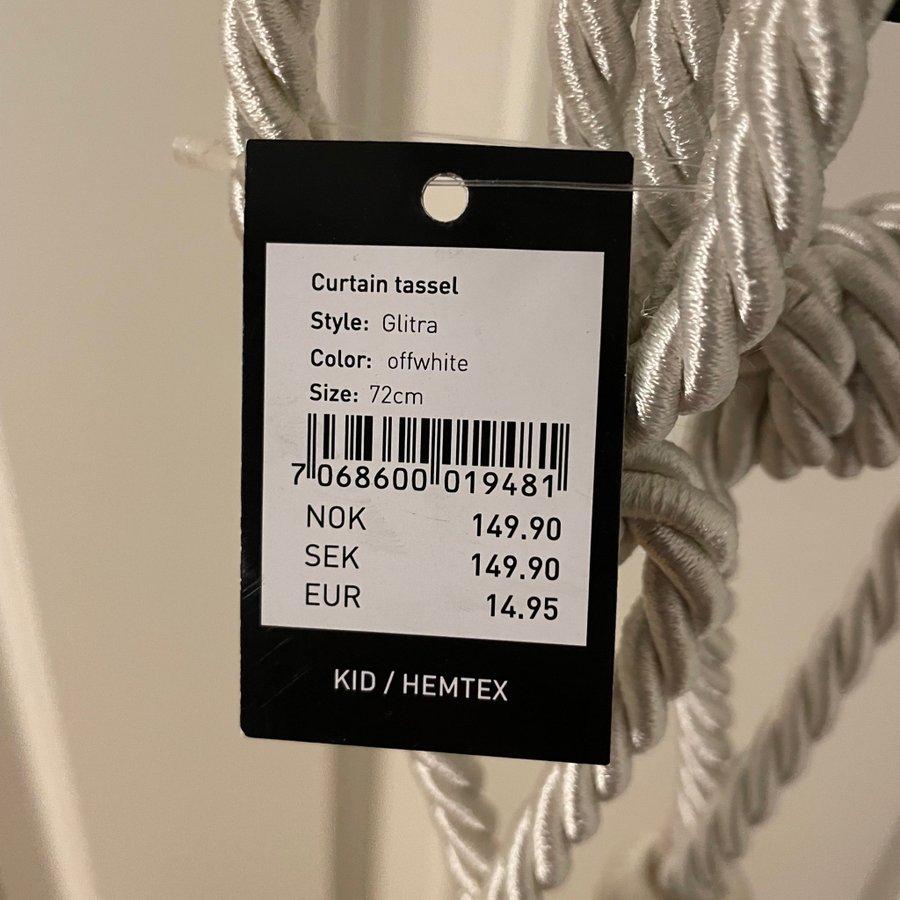 Curtain tassel
Style: Glitra
Color: offwhite
Size: 72cm
7 068600 019481
NOK 149.90
SEK 149.90
EUR 14.95
KID / HEMTEX